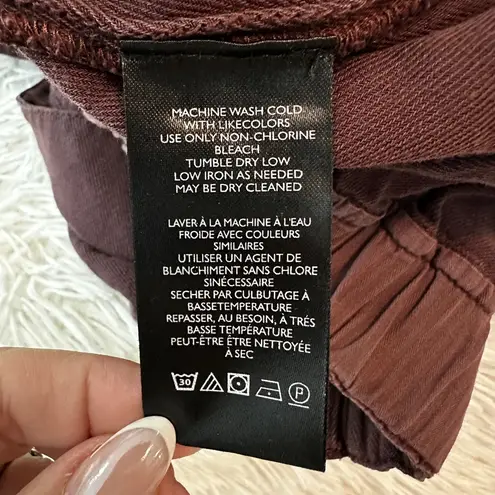 MACHINE WASH COLD
WITH LIKECOLORS
USE ONLY NON-CHLORINE
BLEACH
TUMBLE DRY LOW
LOW IRON AS NEEDED
MAY BE DRY CLEANED
LAVER À LA MACHINE À L'EAU
FROIDE AVEC COULEURS
SIMILAIRES
UTILISER UN AGENT DE
BLANCHIMENT SANS CHLORE
SINÉCESSAIRE
SECHER PAR CULBUTAGE À
BASSETEMPERATURE
REPASSER, AU BESOIN, À TRÉS
BASSE TEMPÉRATURE
PEUT-ÊTRE ÊTRE NETTOYÉE
À SEC
30 P